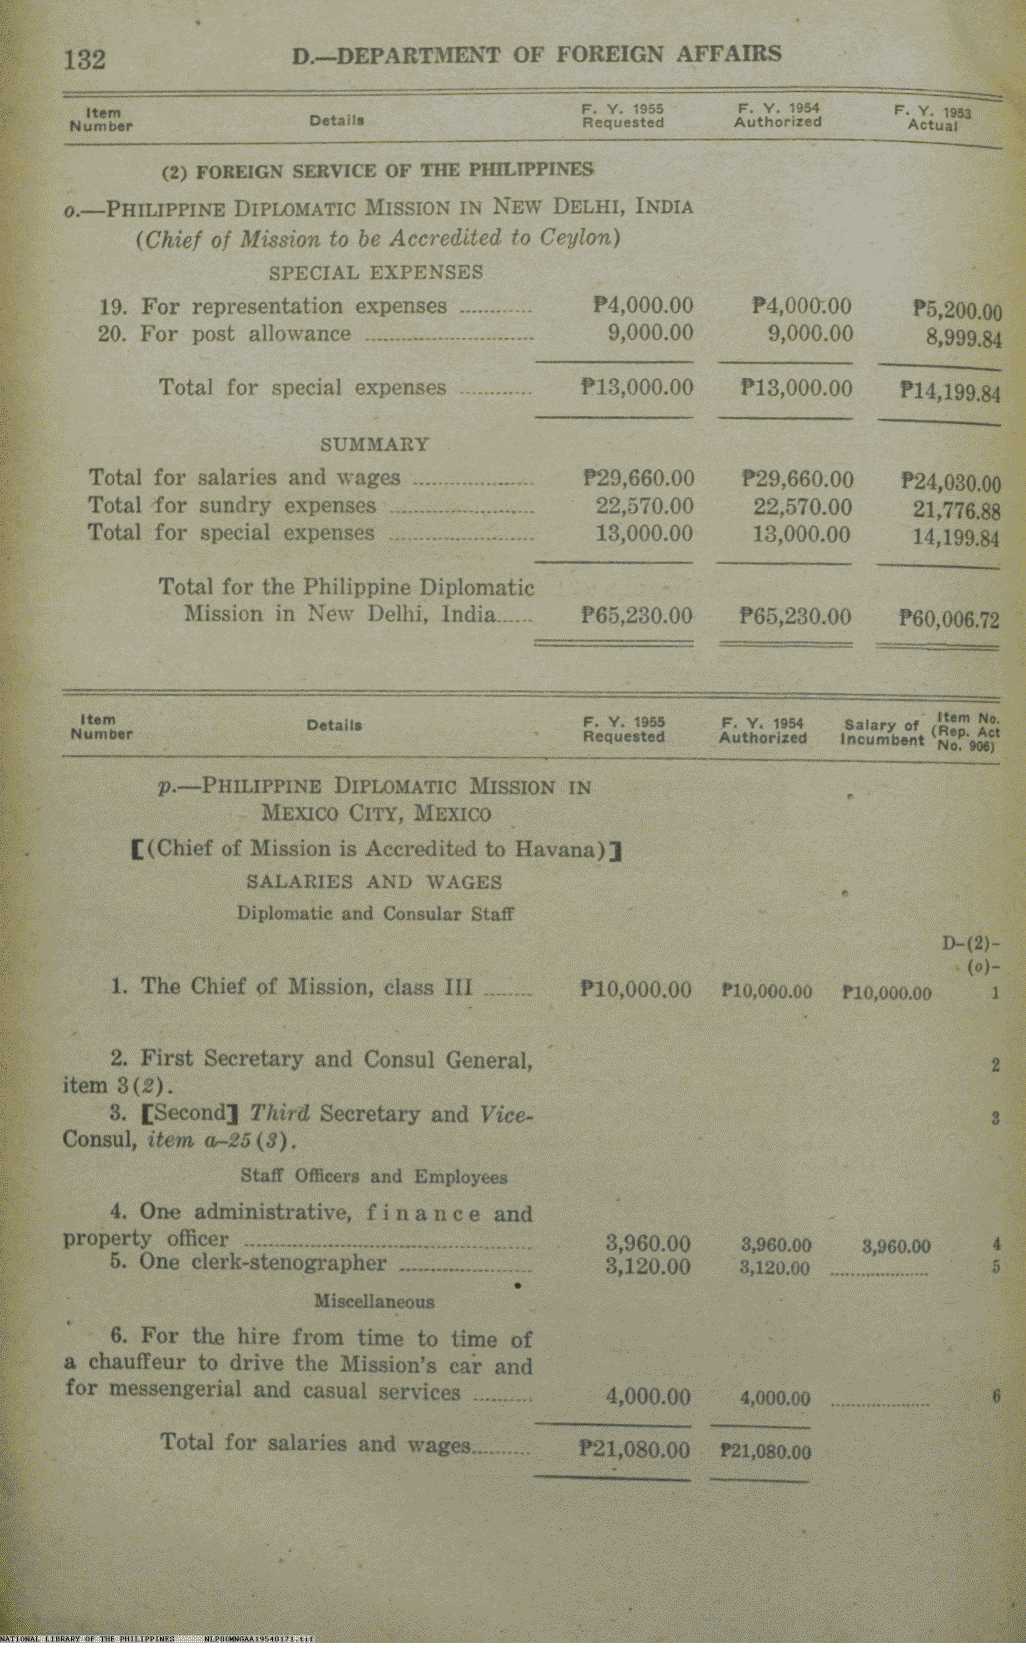 132 D.—DEPARTMENT OF FOREIGN AFFAIRS
Item Number Details F. Y. 1955 Requested F. Y. 1954 Authorized F. Y. 1953 Actual
(2) FOREIGN SERVICE OF THE PHILIPPINES
o.—PHILIPPINE DIPLOMATIC MISSION IN NEW DELHI, INDIA
(Chief of Mission to be Accredited to Ceylon)
SPECIAL EXPENSES
19. For representation expenses ............ ₱4,000.00 ₱4,000.00 ₱5,200.00
20. For post allowance ............................ 9,000.00 9,000.00 8,999.84
Total for special expenses ............ ₱13,000.00 ₱13,000.00 ₱14,199.84
SUMMARY
Total for salaries and wages .................... ₱29,660.00 ₱29,660.00 ₱24,030.00
Total for sundry expenses ........................ 22,570.00 22,570.00 21,776.88
Total for special expenses ........................ 13,000.00 13,000.00 14,199.84
Total for the Philippine Diplomatic
Mission in New Delhi, India...... ₱65,230.00 ₱65,230.00 ₱60,006.72
Item Number Details F. Y. 1955 Requested F. Y. 1954 Authorized Salary of Incumbent Item No. (Rep. Act No. 906)
p.—PHILIPPINE DIPLOMATIC MISSION IN
MEXICO CITY, MEXICO
[(Chief of Mission is Accredited to Havana)]
SALARIES AND WAGES
Diplomatic and Consular Staff
D-(2)-
(o)-
1. The Chief of Mission, class III ........ ₱10,000.00 ₱10,000.00 ₱10,000.00 1
2. First Secretary and Consul General, 2
item 3(2).
3. [Second] Third Secretary and Vice- 3
Consul, item a-25(3).
Staff Officers and Employees
4. One administrative, finance and
property officer ................................................ 3,960.00 3,960.00 3,960.00 4
5. One clerk-stenographer ...................... 3,120.00 3,120.00 .................... 5
Miscellaneous
6. For the hire from time to time of
a chauffeur to drive the Mission's car and
for messengerial and casual services .......... 4,000.00 4,000.00 .................... 6
Total for salaries and wages.......... ₱21,080.00 ₱21,080.00
NATIONAL LIBRARY OF THE PHILIPPINES NLP00MNGAA19540171.tif